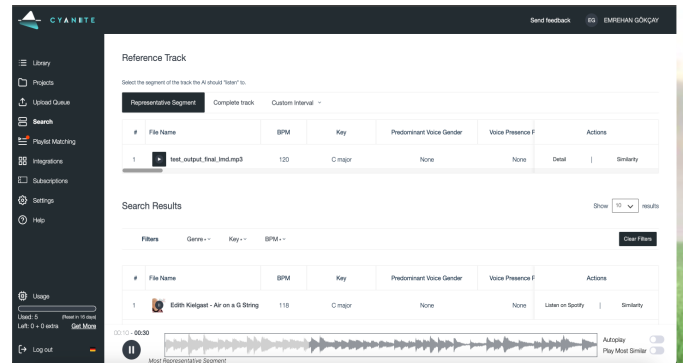 CYANITE
Send feedback EG EMREHAN GÖKÇAY
Library
Projects
Upload Queue
Search
Playlist Matching
Integrations
Subscriptions
Settings
Help
Usage
Used: 5 (Reset in 16 days)
Left: 0 + 0 extra Get More
Log out
Reference Track
Select the segment of the track the AI should "listen" to.
Representative Segment Complete track Custom Interval
# File Name BPM Key Predominant Voice Gender Voice Presence P Actions
1 test_output_final_lmd.mp3 120 C major None None Detail | Similarity
Search Results
Show 10 results
Filters Genre Key BPM Clear Filters
# File Name BPM Key Predominant Voice Gender Voice Presence P Actions
1 Edith Kielgast - Air on a G String 118 C major None None Listen on Spotify | Similarity
00:10 - 00:30
Most Representative Segment
Autoplay
Play Most Similar